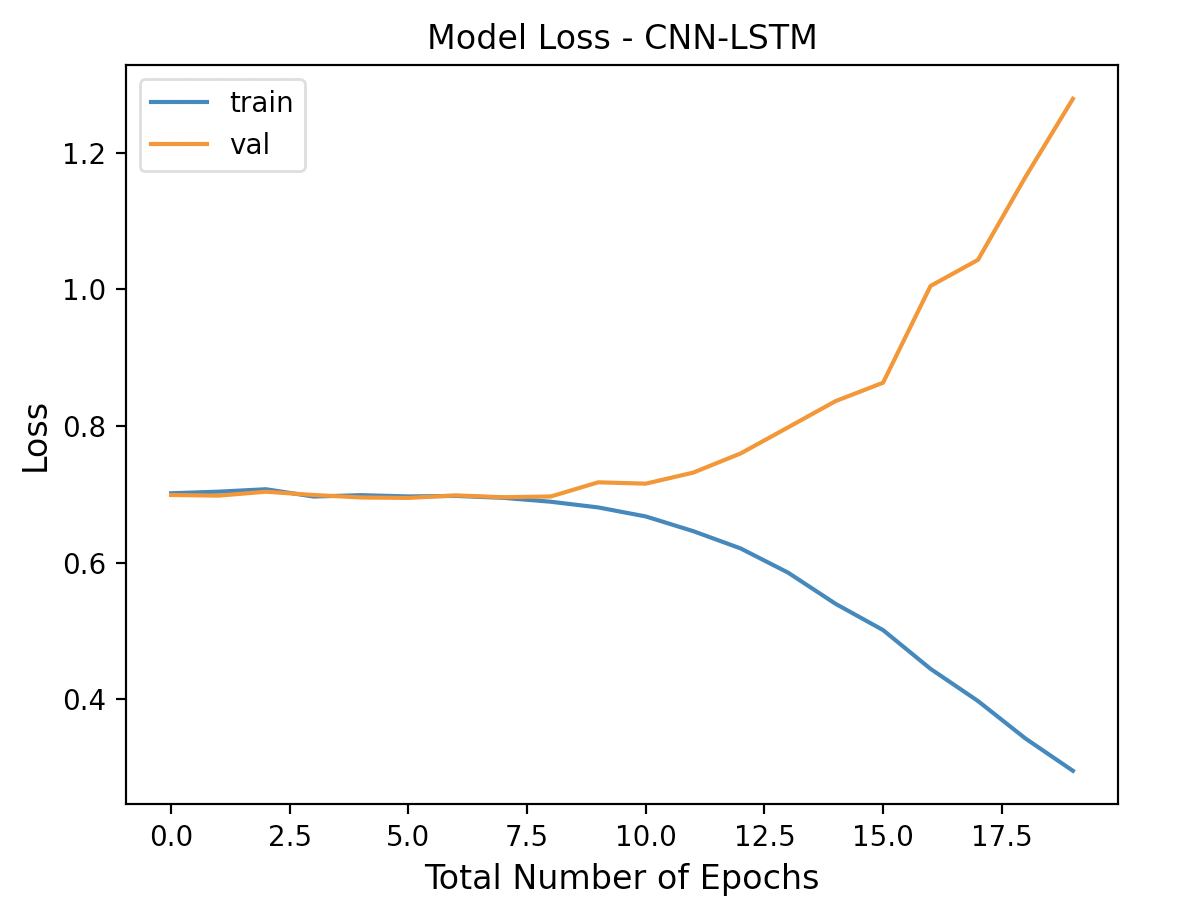 Model Loss - CNN-LSTM
train
val
1.2
1.0
0.8
0.6
0.4
Loss
0.0 2.5 5.0 7.5 10.0 12.5 15.0 17.5
Total Number of Epochs